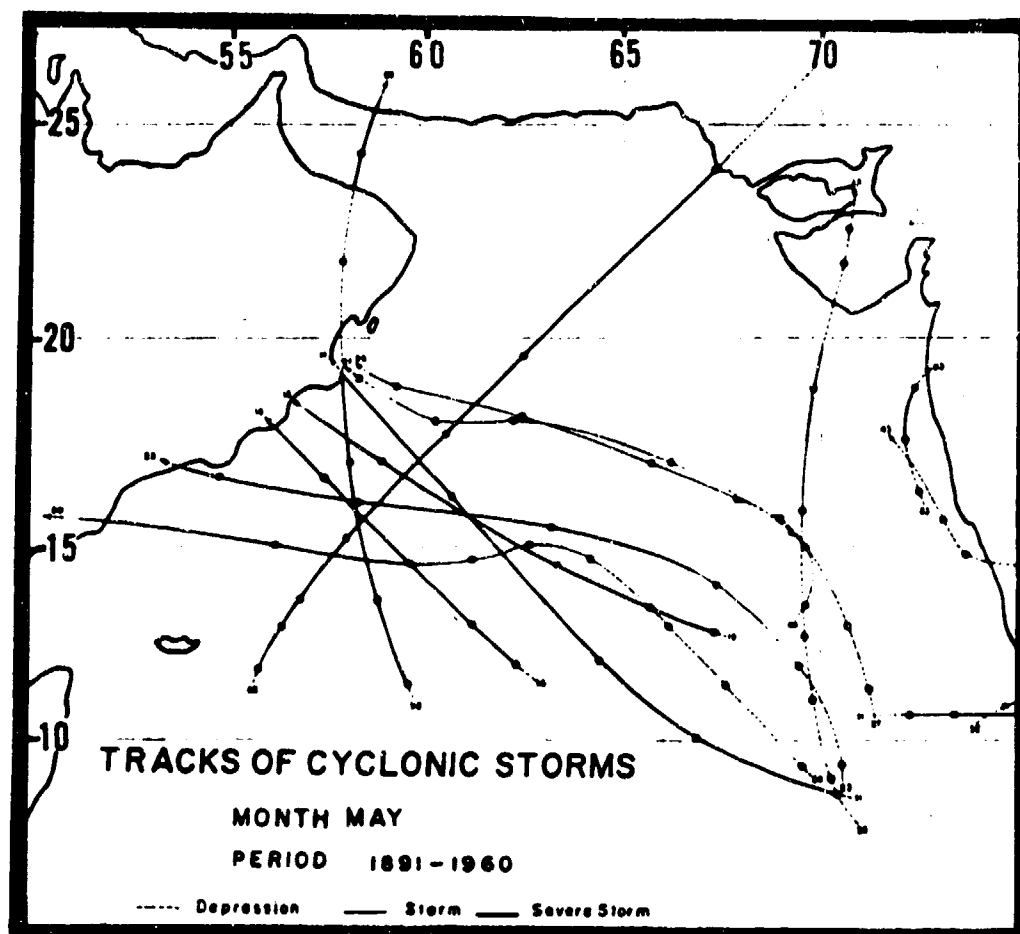 55 60 65 70
25
20
15
10
TRACKS OF CYCLONIC STORMS
MONTH MAY
PERIOD 1891-1960
Depression Storm Severe Storm